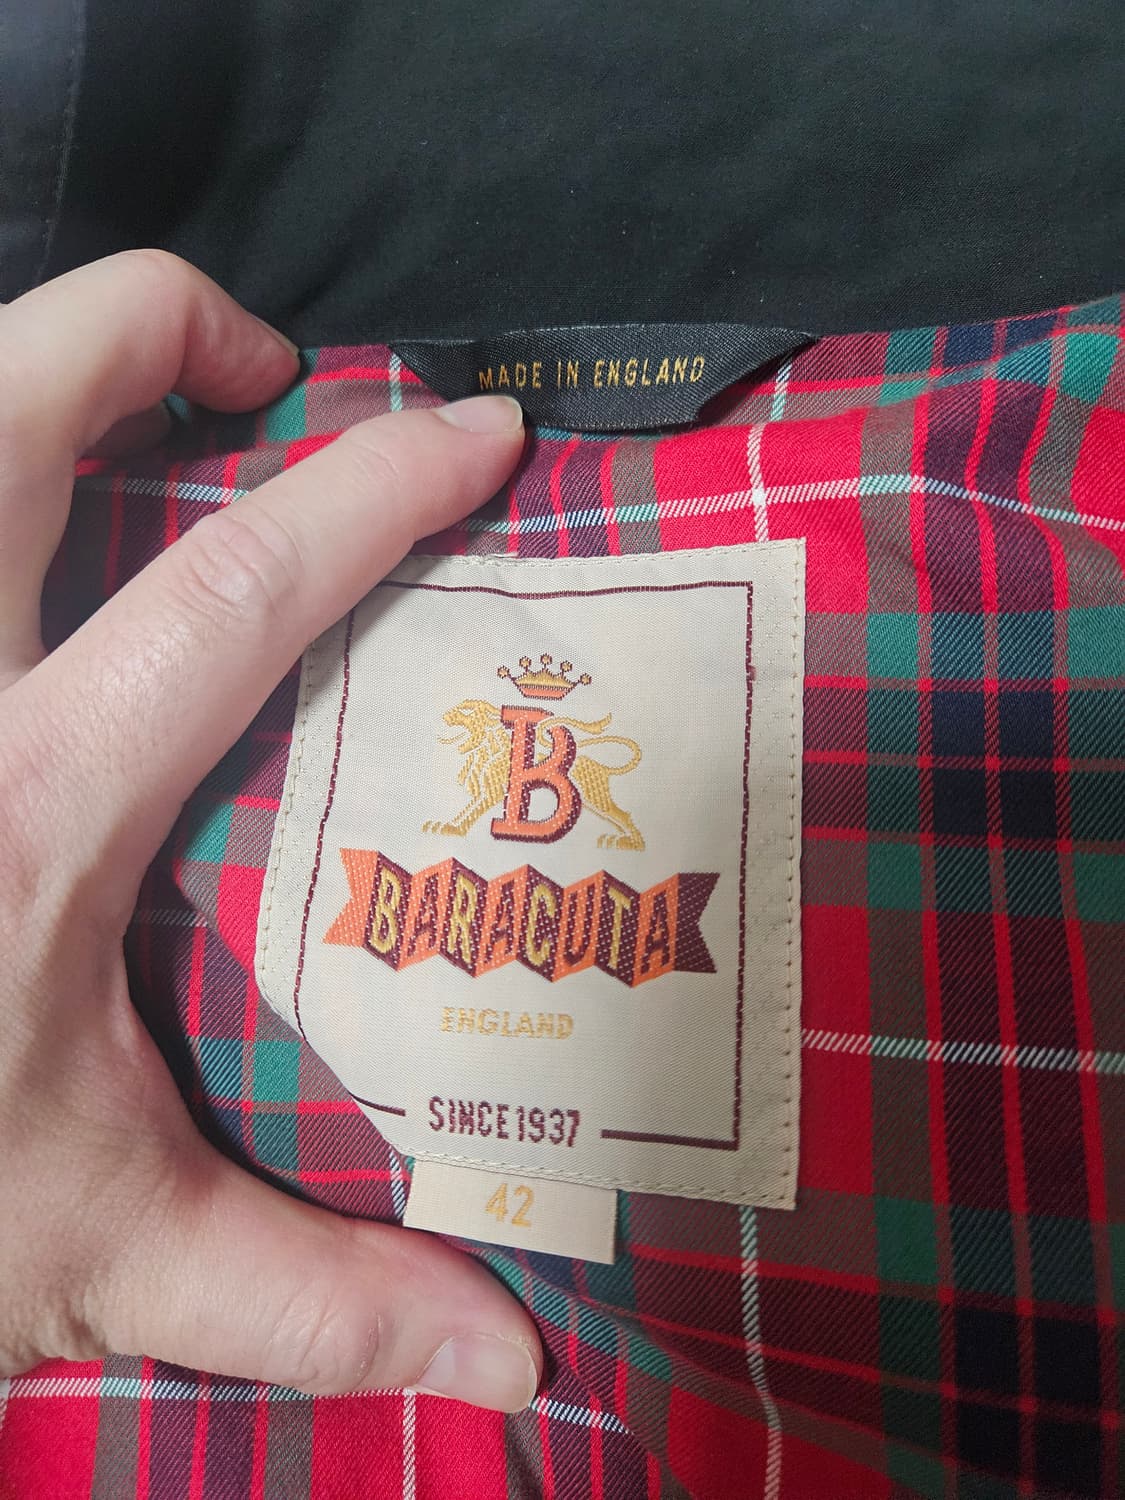 MADE IN ENGLAND
B
BARACUTA
ENGLAND
SINCE 1937
42